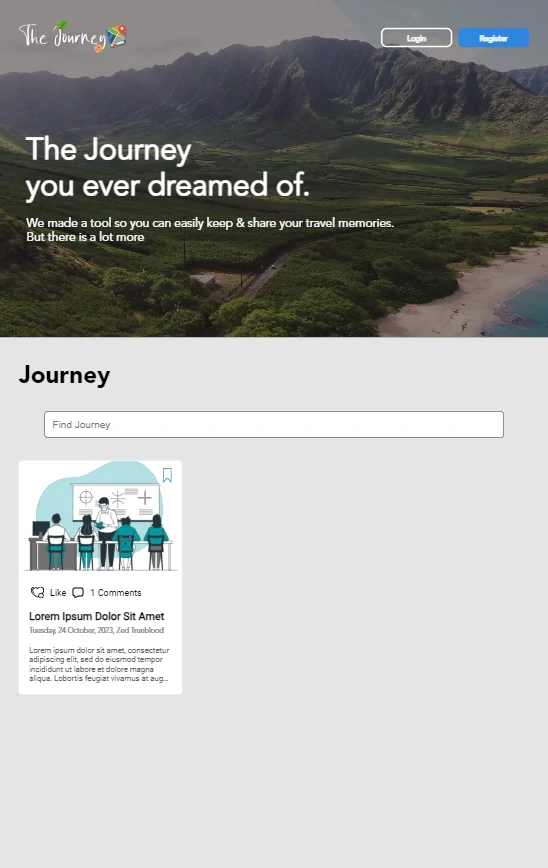 The Journey
Login
Register
The Journey
you ever dreamed of.
We made a tool so you can easily keep & share your travel memories.
But there is a lot more
Journey
Find Journey
Like
1 Comments
Lorem Ipsum Dolor Sit Amet
Tuesday, 24 October, 2023, Zed Trueblood
Lorem ipsum dolor sit amet, consectetur
adipiscing elit, sed do eiusmod tempor
incididunt ut labore et dolore magna
aliqua. Lobortis feugiat vivamus at aug...